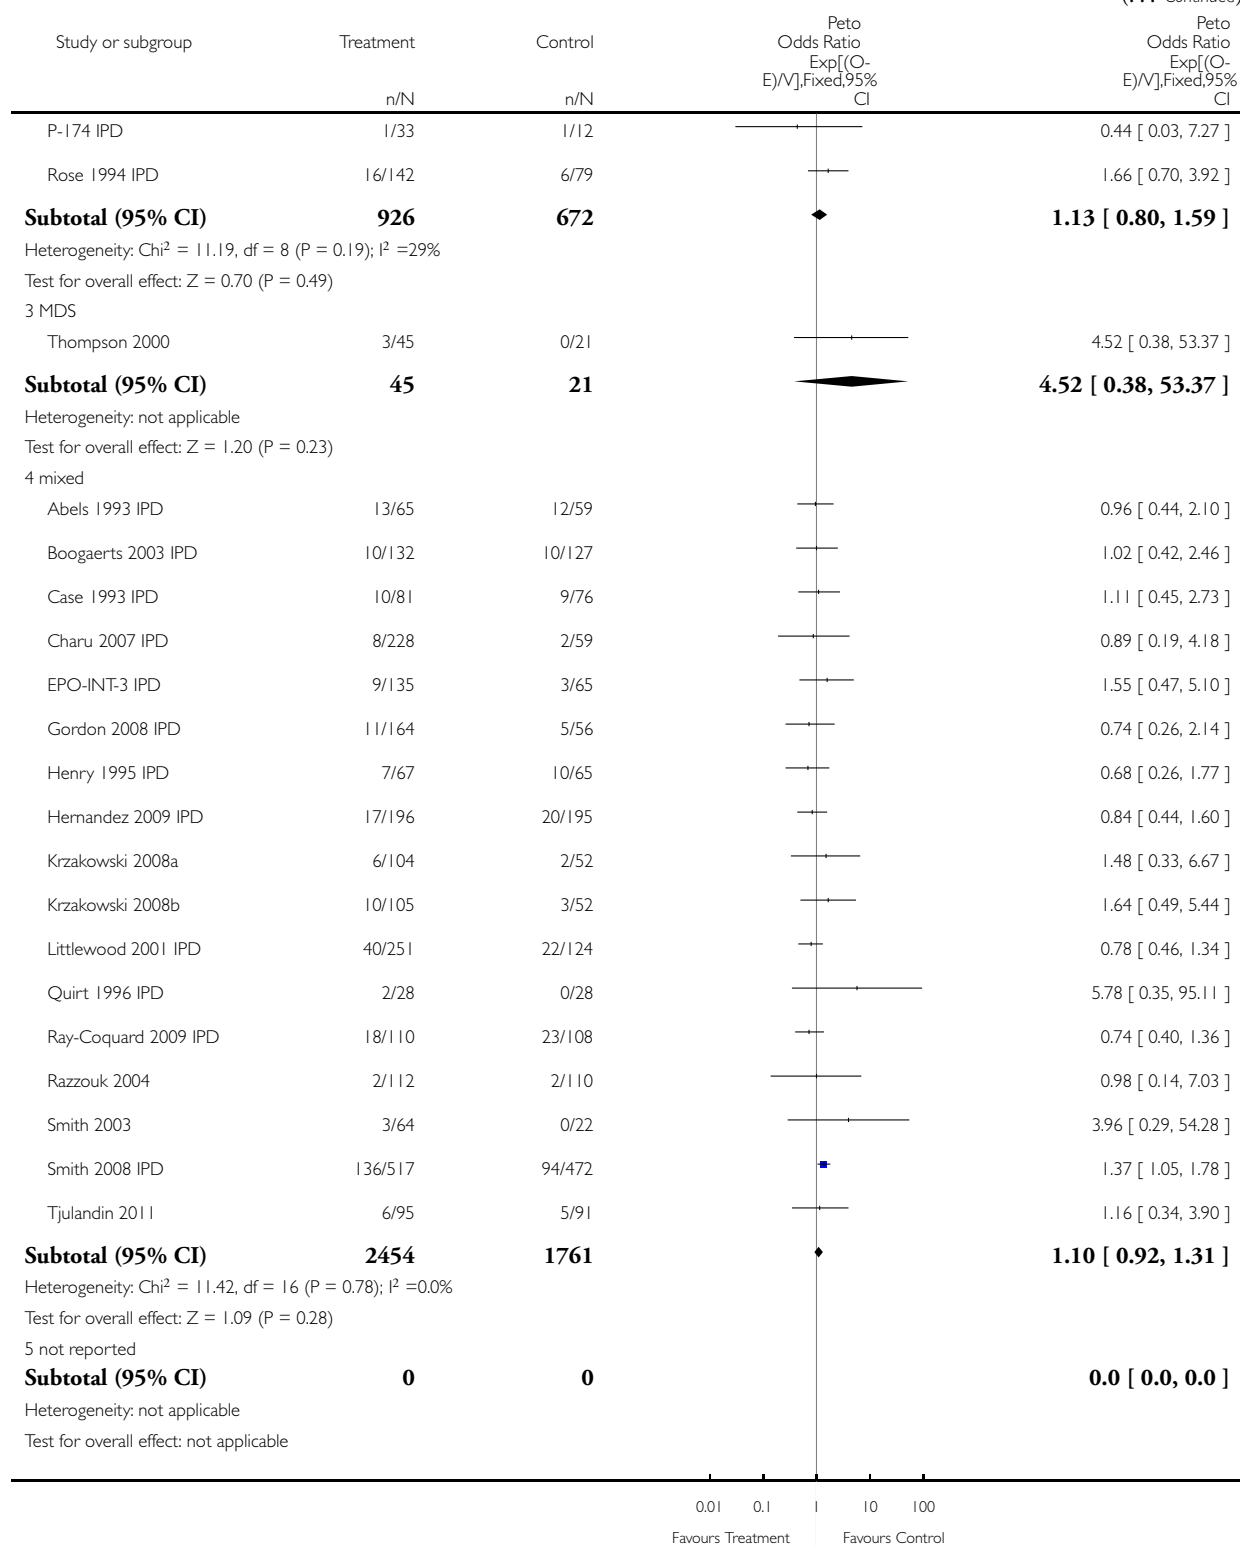 Continued)
Study or subgroup Treatment Control Peto Odds Ratio Exp[(O-E)/V],Fixed,95% CI Peto Odds Ratio Exp[(O-E)/V],Fixed,95% CI
n/N n/N
P-174 IPD 1/33 1/12 0.44 [ 0.03, 7.27 ]
Rose 1994 IPD 16/142 6/79 1.66 [ 0.70, 3.92 ]
Subtotal (95% CI) 926 672 1.13 [ 0.80, 1.59 ]
Heterogeneity: Chi² = 11.19, df = 8 (P = 0.19); I² =29%
Test for overall effect: Z = 0.70 (P = 0.49)
3 MDS
Thompson 2000 3/45 0/21 4.52 [ 0.38, 53.37 ]
Subtotal (95% CI) 45 21 4.52 [ 0.38, 53.37 ]
Heterogeneity: not applicable
Test for overall effect: Z = 1.20 (P = 0.23)
4 mixed
Abels 1993 IPD 13/65 12/59 0.96 [ 0.44, 2.10 ]
Boogaerts 2003 IPD 10/132 10/127 1.02 [ 0.42, 2.46 ]
Case 1993 IPD 10/81 9/76 1.11 [ 0.45, 2.73 ]
Charu 2007 IPD 8/228 2/59 0.89 [ 0.19, 4.18 ]
EPO-INT-3 IPD 9/135 3/65 1.55 [ 0.47, 5.10 ]
Gordon 2008 IPD 11/164 5/56 0.74 [ 0.26, 2.14 ]
Henry 1995 IPD 7/67 10/65 0.68 [ 0.26, 1.77 ]
Hernandez 2009 IPD 17/196 20/195 0.84 [ 0.44, 1.60 ]
Krzakowski 2008a 6/104 2/52 1.48 [ 0.33, 6.67 ]
Krzakowski 2008b 10/105 3/52 1.64 [ 0.49, 5.44 ]
Littlewood 2001 IPD 40/251 22/124 0.78 [ 0.46, 1.34 ]
Quirt 1996 IPD 2/28 0/28 5.78 [ 0.35, 95.11 ]
Ray-Coquard 2009 IPD 18/110 23/108 0.74 [ 0.40, 1.36 ]
Razzouk 2004 2/112 2/110 0.98 [ 0.14, 7.03 ]
Smith 2003 3/64 0/22 3.96 [ 0.29, 54.28 ]
Smith 2008 IPD 136/517 94/472 1.37 [ 1.05, 1.78 ]
Tjulandin 2011 6/95 5/91 1.16 [ 0.34, 3.90 ]
Subtotal (95% CI) 2454 1761 1.10 [ 0.92, 1.31 ]
Heterogeneity: Chi² = 11.42, df = 16 (P = 0.78); I² =0.0%
Test for overall effect: Z = 1.09 (P = 0.28)
5 not reported
Subtotal (95% CI) 0 0 0.0 [ 0.0, 0.0 ]
Heterogeneity: not applicable
Test for overall effect: not applicable
0.01 0.1 1 10 100
Favours Treatment Favours Control